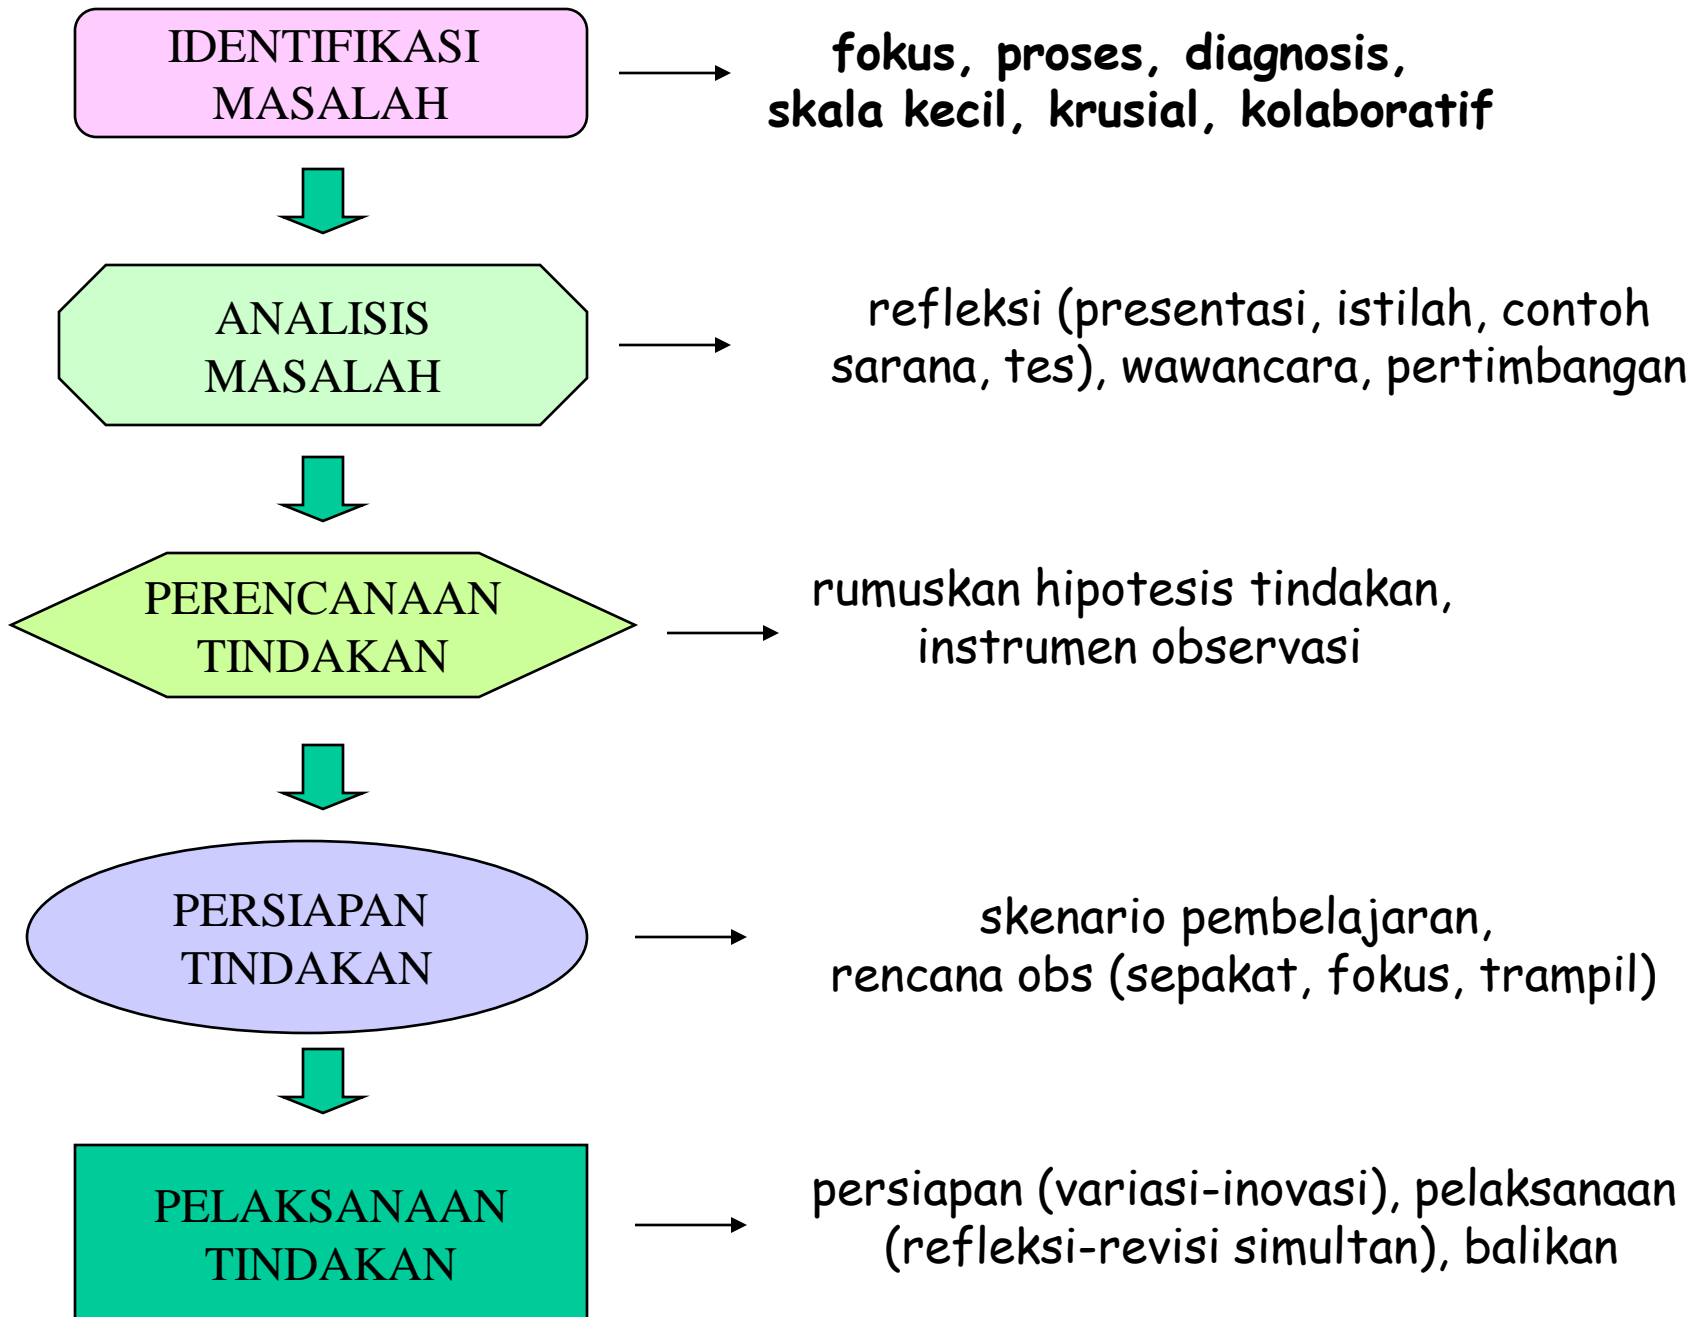 IDENTIFIKASI
MASALAH
fokus, proses, diagnosis,
skala kecil, krusial, kolaboratif
ANALISIS
MASALAH
refleksi (presentasi, istilah, contoh
sarana, tes), wawancara, pertimbangan
PERENCANAAN
TINDAKAN
rumuskan hipotesis tindakan,
instrumen observasi
PERSIAPAN
TINDAKAN
skenario pembelajaran,
rencana obs (sepakat, fokus, trampil)
PELAKSANAAN
TINDAKAN
persiapan (variasi-inovasi), pelaksanaan
(refleksi-revisi simultan), balikan